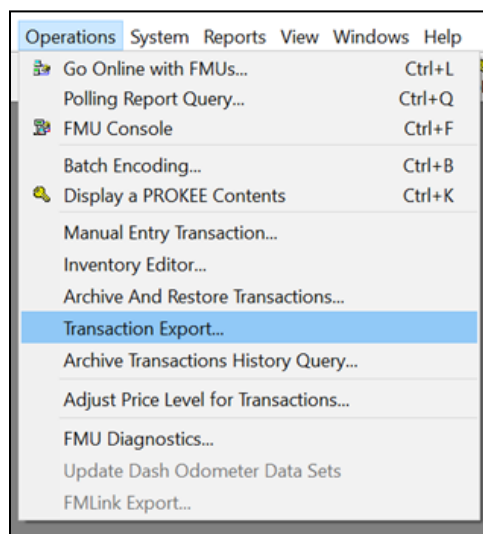 Operations System Reports View Windows Help
Go Online with FMUs... Ctrl+L
Polling Report Query... Ctrl+Q
FMU Console Ctrl+F
Batch Encoding... Ctrl+B
Display a PROKEE Contents Ctrl+K
Manual Entry Transaction...
Inventory Editor...
Archive And Restore Transactions...
Transaction Export...
Archive Transactions History Query...
Adjust Price Level for Transactions...
FMU Diagnostics...
Update Dash Odometer Data Sets
FMLink Export...